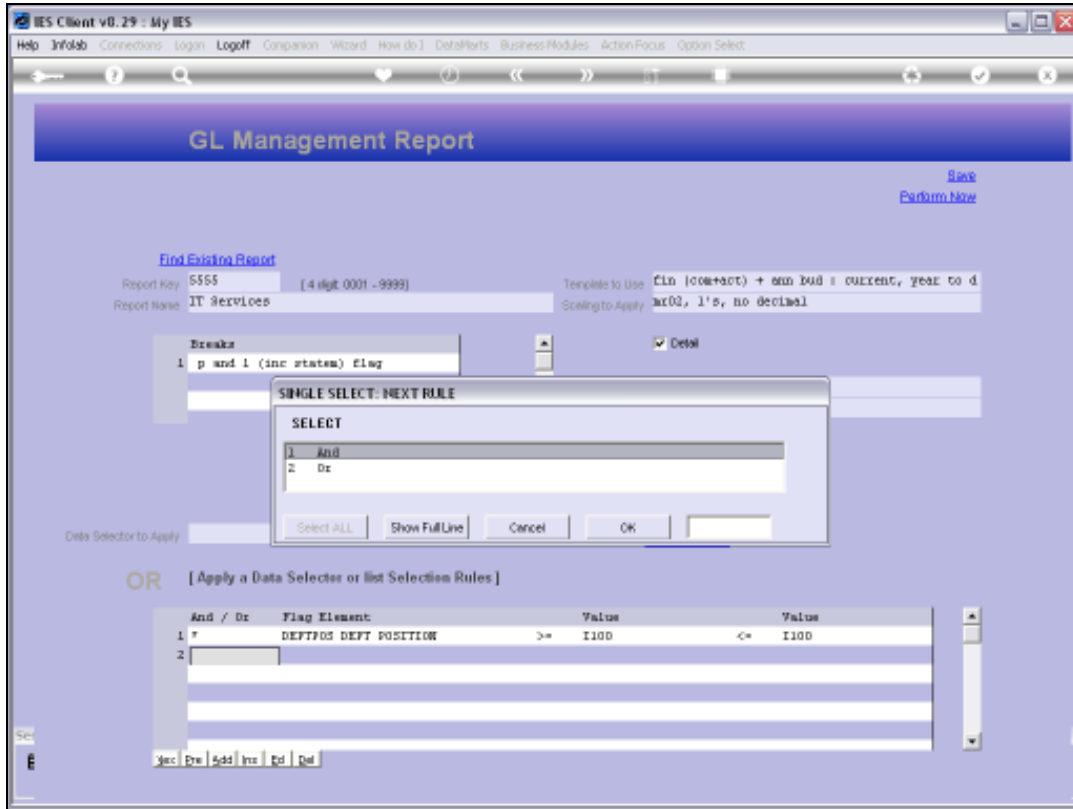 IES Client v8.29 : My IES
Help Infolab Connections Logon Logoff Companion Wizard How do I DataMarts Business Modules Action Focus Option Select
GL Management Report
Save
Perform Now
Find Existing Report
Report Key 5555 [ 4 digit: 0001 - 9999] Template to Use fin (com+act) + ann bud : current, year to d
Report Name IT Services Scaling to Apply mr02, 1's, no decimal
Breaks Detail
1 p and l (inc statem) flag
SINGLE SELECT: NEXT RULE
SELECT
1 And
2 Or
Select ALL Show Full Line Cancel OK
Data Selector to Apply
OR [ Apply a Data Selector or list Selection Rules ]
And / Or Flag Element Value Value
1 * DEPTPOS DEPT POSITION >= I100 <= I100
2
Nex Pre Add Ins Ed Del